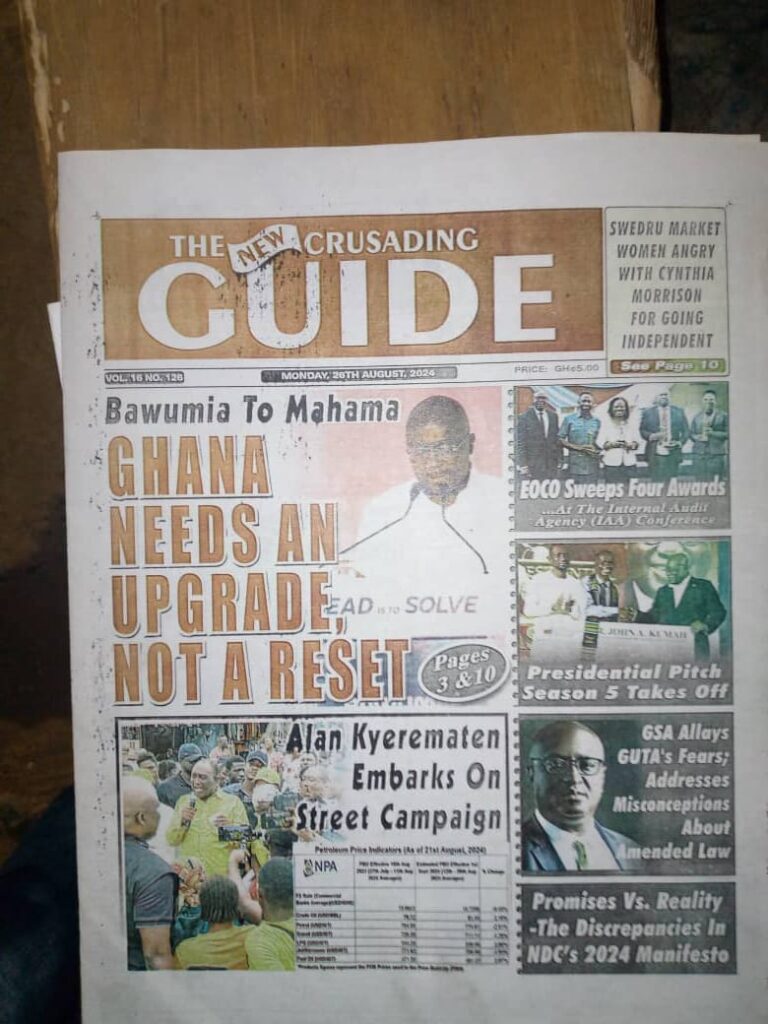 THE NEW CRUSADING
GUIDE
SWEDRU MARKET
WOMEN ANGRY
WITH CYNTHIA
MORRISON
FOR GOING
INDEPENDENT
See Page 10
VOL. 16 NO. 128
MONDAY, 26TH AUGUST, 2024
PRICE: GH¢5.00
Bawumia To Mahama
GHANA
NEEDS AN
UPGRADE,
NOT A RESET
EAD IS TO SOLVE
Pages
3 & 10
EOCO Sweeps Four Awards
...At The Internal Audit
Agency (IAA) Conference
JOHN A. KUMAH
Presidential Pitch
Season 5 Takes Off
Alan Kyerematen
Embarks On
Street Campaign
Petroleum Price Indicators (As of 21st August, 2024)
NPA
% Change
GSA Allays
GUTA's Fears;
Addresses
Misconceptions
About
Amended Law
Promises Vs. Reality
-The Discrepancies In
NDC's 2024 Manifesto